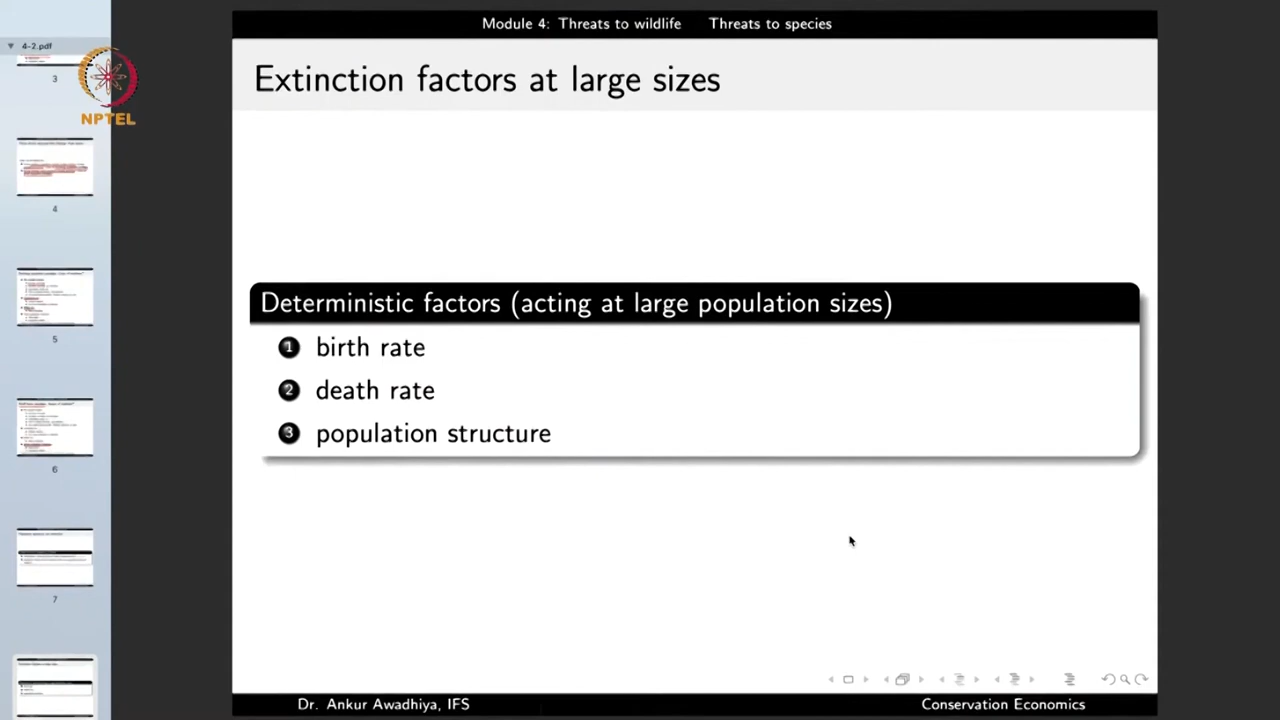 Module 4: Threats to wildlife Threats to species
4-2.pdf
Extinction factors at large sizes
3
NPTEL
Deterministic factors (acting at large population sizes)
1 birth rate
2 death rate
3 population structure
4
5
6
7
Dr. Ankur Awadhiya, IFS Conservation Economics